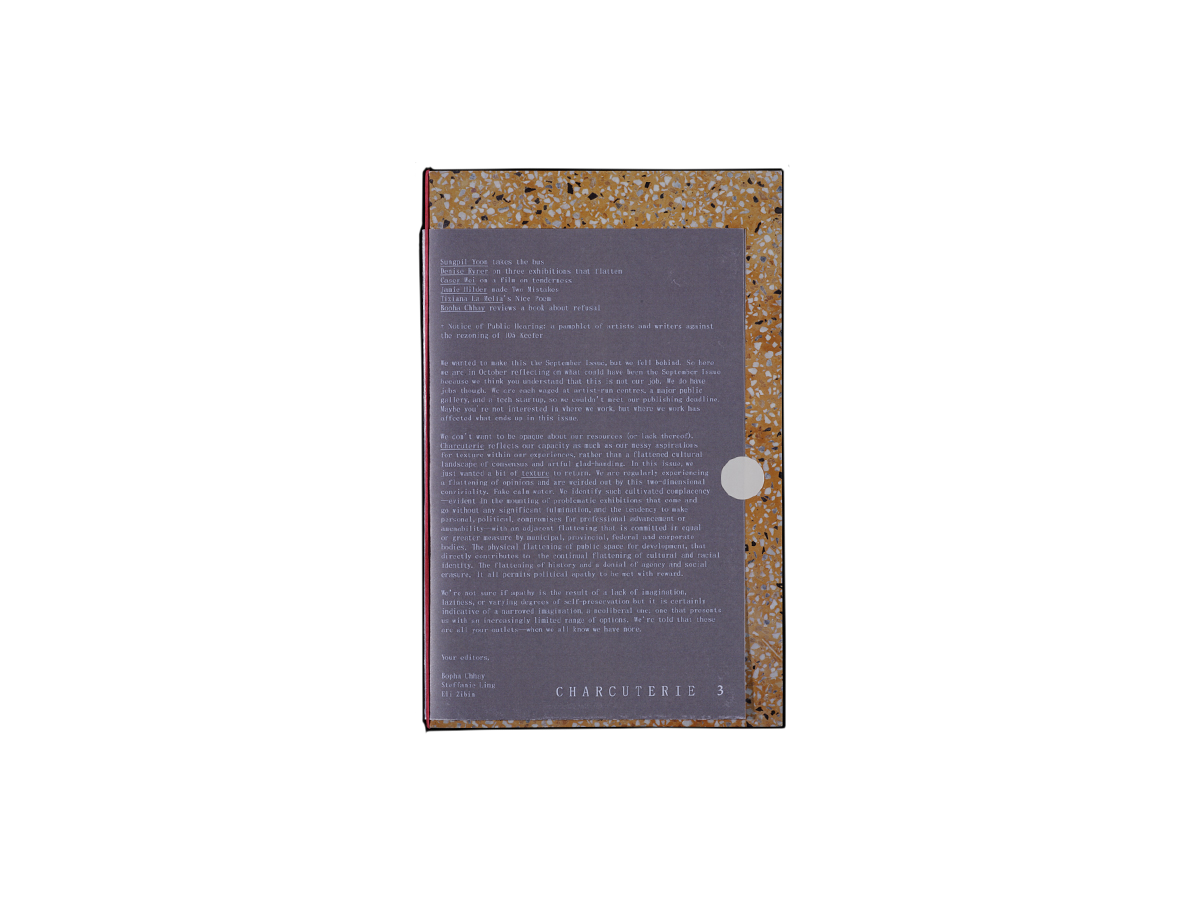 Sungpil Yoon takes the bus
Denise Ryner on three exhibitions that flatten
Casey Wei on a film on tenderness
Jamie Hilder made Two Mistakes
Tiziana La Melia's Nice Poem
Bopha Chhay reviews a book about refusal
+ Notice of Public Hearing: a pamphlet of artists and writers against
the rezoning of 105 Keefer
We wanted to make this the September Issue, but we fell behind. So here
we are in October reflecting on what could have been the September Issue
because we think you understand that this is not our job. We do have
jobs though. We are each waged at artist-run centres, a major public
gallery, and a tech startup, so we couldn't meet our publishing deadline.
Maybe you're not interested in where we work, but where we work has
affected what ends up in this issue.
We don't want to be opaque about our resources (or lack thereof).
Charcuterie reflects our capacity as much as our messy aspirations
for texture within our experiences, rather than a flattened cultural
landscape of consensus and artful glad-handing. In this issue, we
just wanted a bit of texture to return. We are regularly experiencing
a flattening of opinions and are weirded out by this two-dimensional
conviviality. Fake calm water. We identify such cultivated complacency
—evident in the mounting of problematic exhibitions that come and
go without any significant fulmination, and the tendency to make
personal, political, compromises for professional advancement or
amenability—with an adjacent flattening that is committed in equal
or greater measure by municipal, provincial, federal and corporate
bodies. The physical flattening of public space for development, that
directly contributes to the continual flattening of cultural and racial
identity. The flattening of history and a denial of agency and social
erasure, it all permits political apathy to be met with reward.
We're not sure if apathy is the result of a lack of imagination,
laziness, or varying degrees of self-preservation but it is certainly
indicative of a narrowed imagination, a neoliberal one, one that presents
us with an increasingly limited range of options. We're told that these
are all your outlets—when we all know we have more.
Your editors,
Bopha Chhay
Steffanie Ling
Eli Zibin
CHARCUTERIE 3